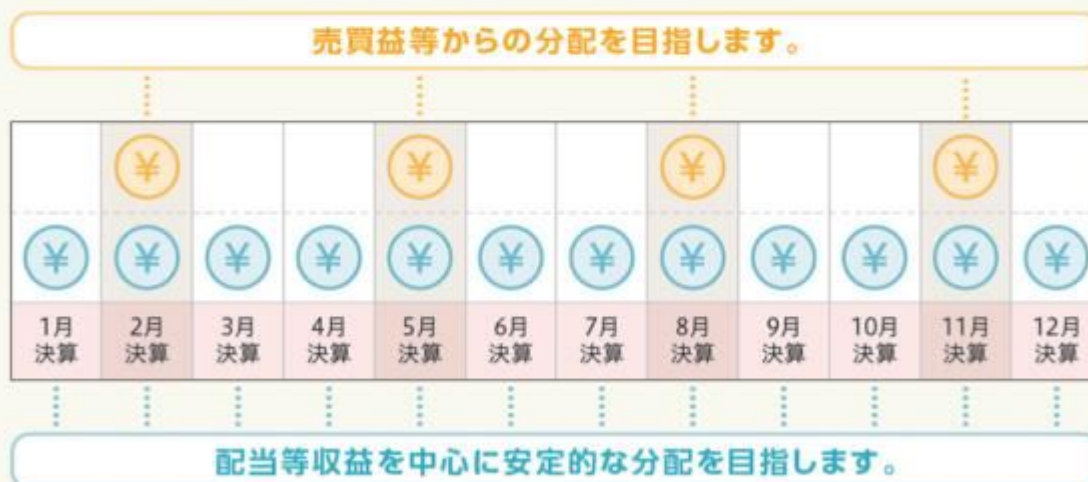 売買益等からの分配を目指します。
¥ ¥ ¥ ¥
¥ ¥ ¥ ¥ ¥ ¥ ¥ ¥ ¥ ¥ ¥ ¥
1月 2月 3月 4月 5月 6月 7月 8月 9月 10月 11月 12月
決算 決算 決算 決算 決算 決算 決算 決算 決算 決算 決算 決算
配当等収益を中心に安定的な分配を目指します。